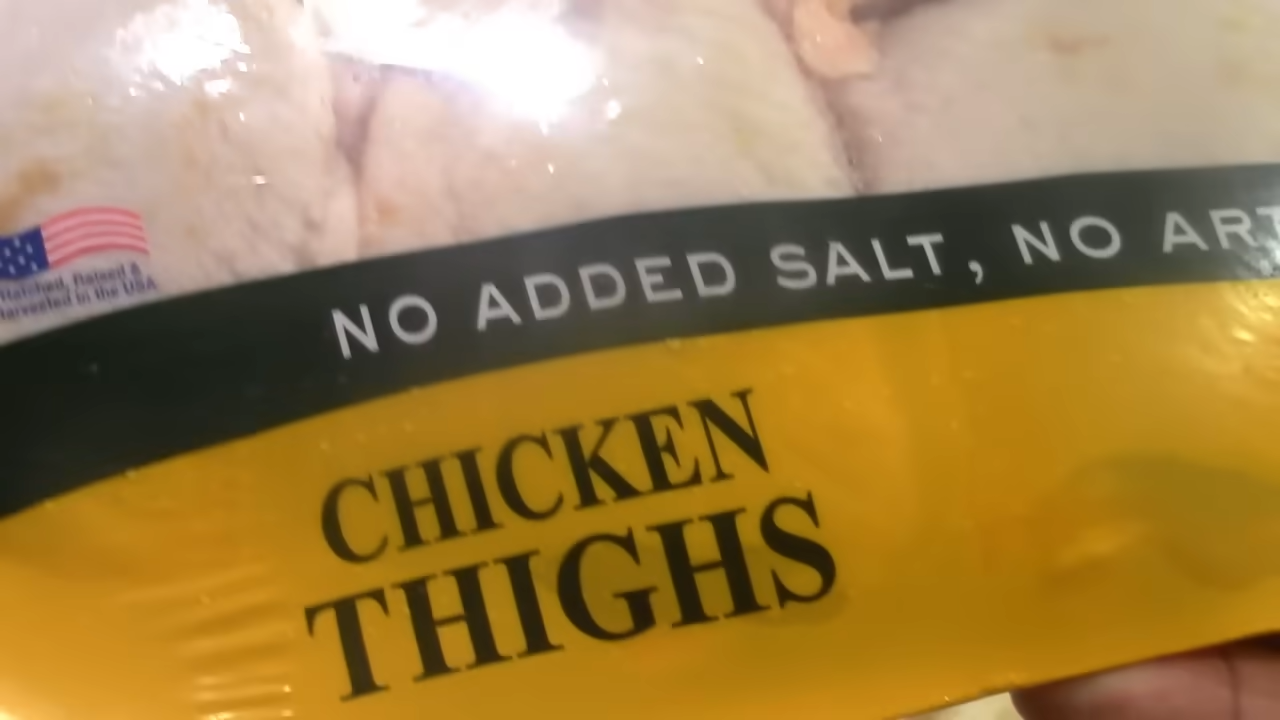 Hatched, Raised &
Harvested in the USA
NO ADDED SALT, NO ART
CHICKEN
THIGHS